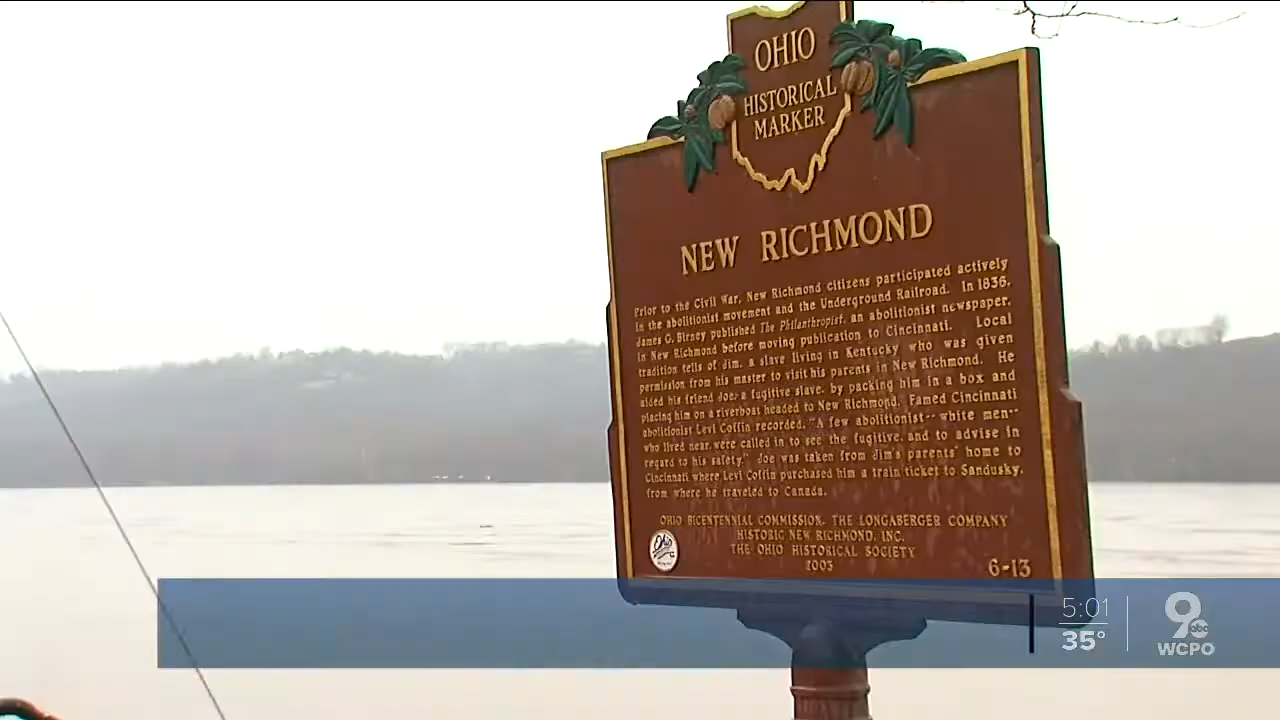 OHIO
HISTORICAL
MARKER
NEW RICHMOND
Prior to the Civil War, New Richmond citizens participated actively
in the abolitionist movement and the Underground Railroad. In 1836,
James G. Birney published The Philanthropist, an abolitionist newspaper,
in New Richmond before moving publication to Cincinnati. Local
tradition tells of Jim, a slave living in Kentucky who was given
permission from his master to visit his parents in New Richmond. He
aided his friend Joe, a fugitive slave, by packing him in a box and
placing him on a riverboat headed to New Richmond. Famed Cincinnati
abolitionist Levi Coffin recorded, "A few abolitionist--white men--
who lived near, were called in to see the fugitive, and to advise in
regard to his safety." Joe was taken from Jim's parents' home to
Cincinnati where Levi Coffin purchased him a train ticket to Sandusky,
from where he traveled to Canada.
OHIO BICENTENNIAL COMMISSION, THE LONGABERGER COMPANY
HISTORIC NEW RICHMOND, INC.
THE OHIO HISTORICAL SOCIETY
2003
6-13
Ohio
5:01
35°
9
abc
WCPO